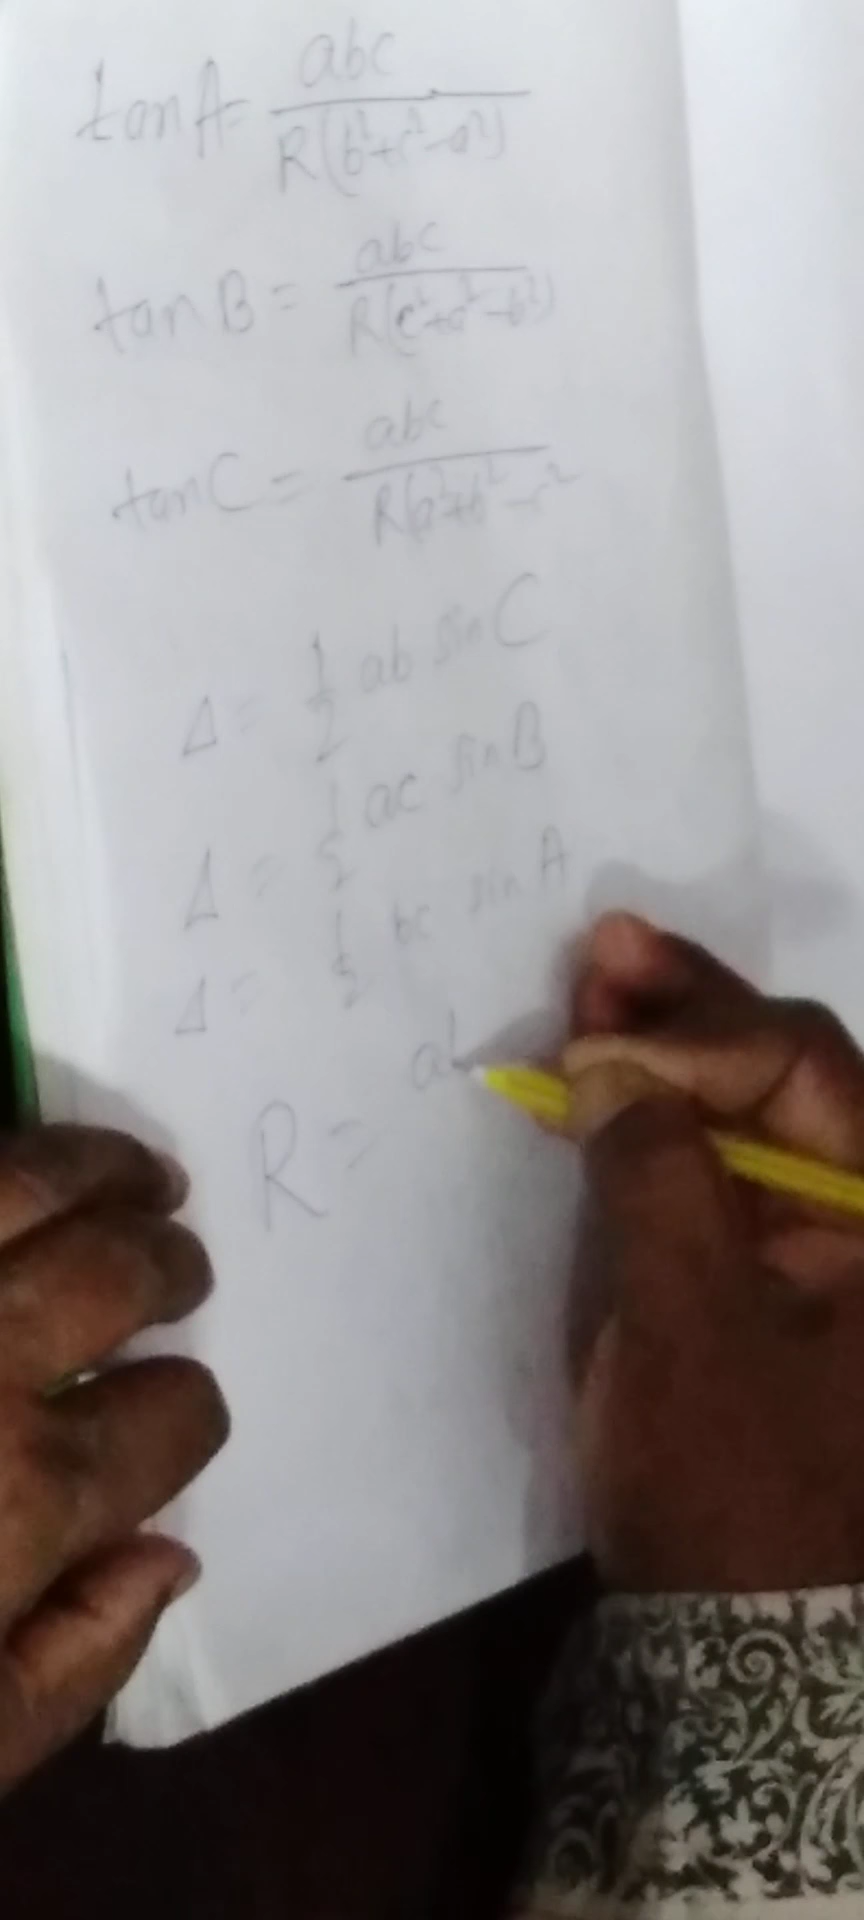 tanA = abc / R(b²+c²-a²)
tanB = abc / R(c²+a²-b²)
tanC = abc / R(a²+b²-c²
Δ = 1/2 ab sinC
Δ = 1/2 ac sinB
Δ = 1/2 bc sinA
R = ab